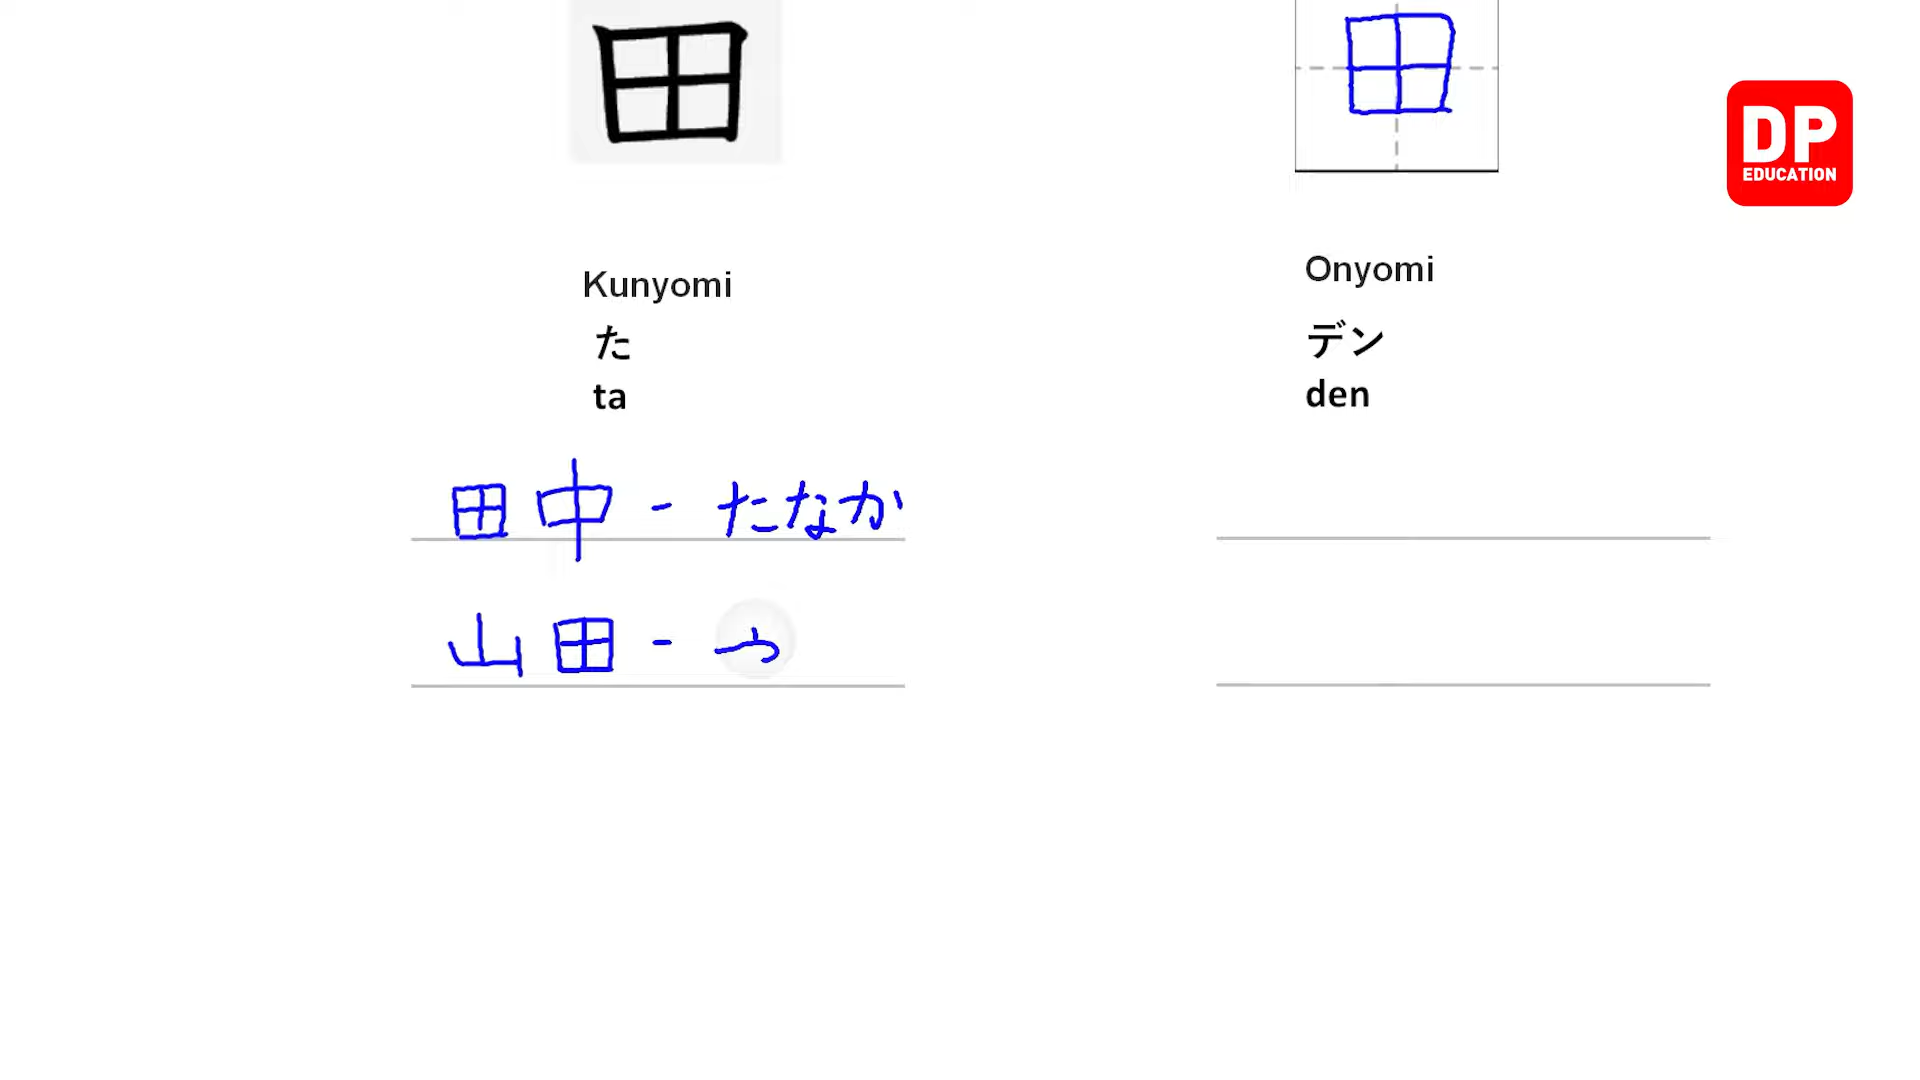 田
田
DP
EDUCATION
Kunyomi
た
ta
Onyomi
デン
den
田中 - たなか
山田 -